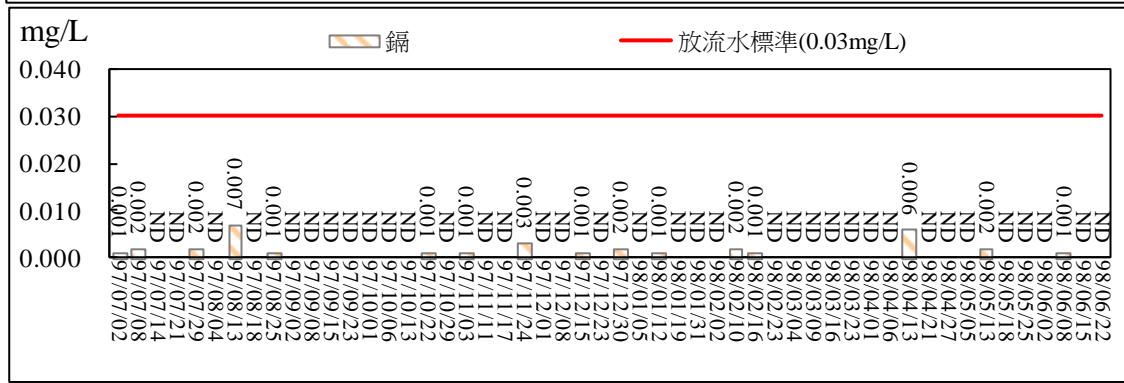 mg/L
鎘
放流水標準(0.03mg/L)
0.040
0.030
0.020
0.010
0.000
0.001
0.002
ND
ND
0.002
ND
0.007
ND
0.001
ND
ND
ND
ND
ND
ND
ND
0.001
ND
0.001
ND
ND
0.003
ND
ND
0.001
ND
0.002
ND
0.001
ND
ND
ND
0.002
0.001
ND
ND
ND
ND
ND
ND
ND
0.006
ND
ND
ND
0.002
ND
ND
ND
0.001
ND
ND
97/07/02
97/07/08
97/07/14
97/07/21
97/07/29
97/08/04
97/08/13
97/08/18
97/08/25
97/09/02
97/09/08
97/09/15
97/09/23
97/10/01
97/10/06
97/10/13
97/10/22
97/10/29
97/11/03
97/11/11
97/11/17
97/11/24
97/12/01
97/12/08
97/12/15
97/12/23
97/12/30
98/01/05
98/01/12
98/01/19
98/01/31
98/02/02
98/02/10
98/02/16
98/02/23
98/03/04
98/03/09
98/03/16
98/03/23
98/04/01
98/04/06
98/04/13
98/04/21
98/04/27
98/05/05
98/05/13
98/05/18
98/05/25
98/06/02
98/06/08
98/06/15
98/06/22